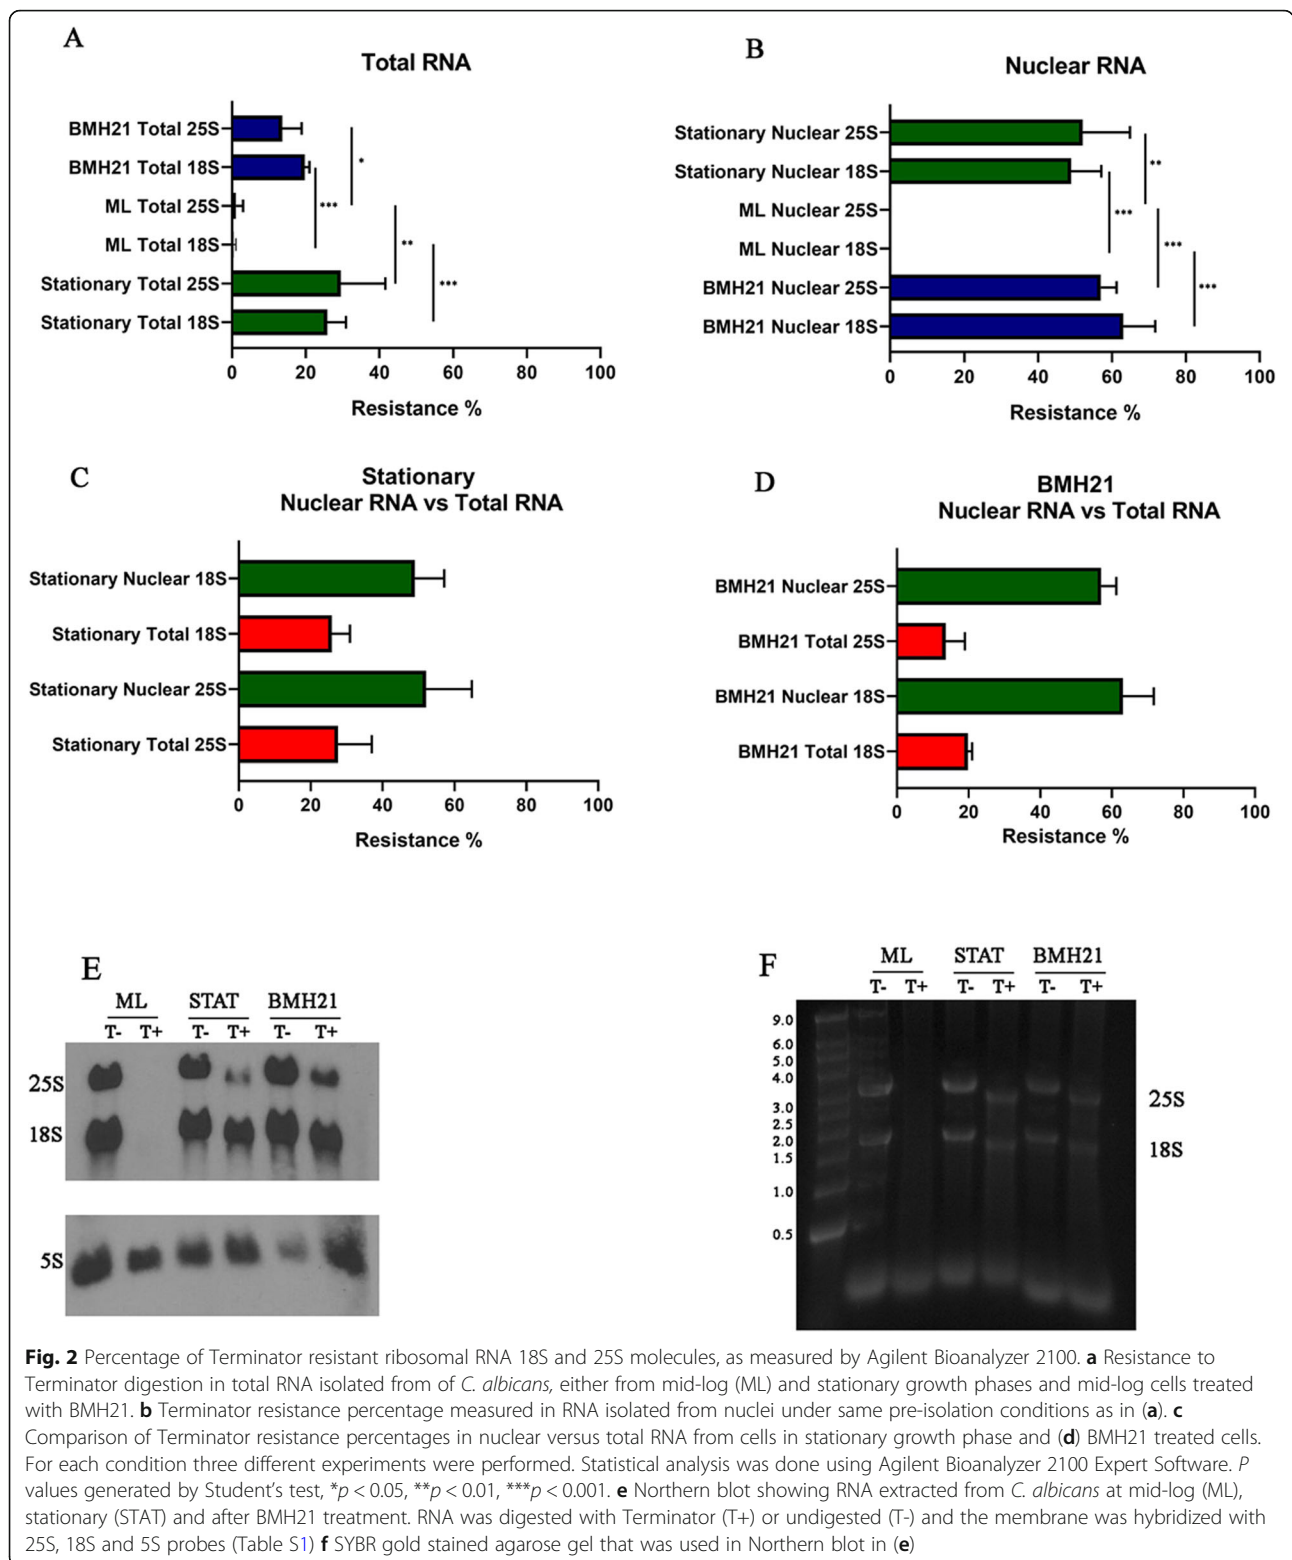 A
Total RNA
BMH21 Total 25S
BMH21 Total 18S
ML Total 25S
ML Total 18S
Stationary Total 25S
Stationary Total 18S
*
***
**
***
0 20 40 60 80 100
Resistance %
B
Nuclear RNA
Stationary Nuclear 25S
Stationary Nuclear 18S
ML Nuclear 25S
ML Nuclear 18S
BMH21 Nuclear 25S
BMH21 Nuclear 18S
**
***
***
***
0 20 40 60 80 100
Resistance %
C
Stationary
Nuclear RNA vs Total RNA
Stationary Nuclear 18S
Stationary Total 18S
Stationary Nuclear 25S
Stationary Total 25S
0 20 40 60 80 100
Resistance %
D
BMH21
Nuclear RNA vs Total RNA
BMH21 Nuclear 25S
BMH21 Total 25S
BMH21 Nuclear 18S
BMH21 Total 18S
0 20 40 60 80 100
Resistance %
E
ML STAT BMH21
T- T+ T- T+ T- T+
25S
18S
5S
F
ML STAT BMH21
T- T+ T- T+ T- T+
9.0
6.0
5.0
4.0
3.0
2.5
2.0
1.5
1.0
0.5
25S
18S
Fig. 2 Percentage of Terminator resistant ribosomal RNA 18S and 25S molecules, as measured by Agilent Bioanalyzer 2100. a Resistance to
Terminator digestion in total RNA isolated from of C. albicans, either from mid-log (ML) and stationary growth phases and mid-log cells treated
with BMH21. b Terminator resistance percentage measured in RNA isolated from nuclei under same pre-isolation conditions as in (a). c
Comparison of Terminator resistance percentages in nuclear versus total RNA from cells in stationary growth phase and (d) BMH21 treated cells.
For each condition three different experiments were performed. Statistical analysis was done using Agilent Bioanalyzer 2100 Expert Software. P
values generated by Student's test, *p < 0.05, **p < 0.01, ***p < 0.001. e Northern blot showing RNA extracted from C. albicans at mid-log (ML),
stationary (STAT) and after BMH21 treatment. RNA was digested with Terminator (T+) or undigested (T-) and the membrane was hybridized with
25S, 18S and 5S probes (Table S1) f SYBR gold stained agarose gel that was used in Northern blot in (e)